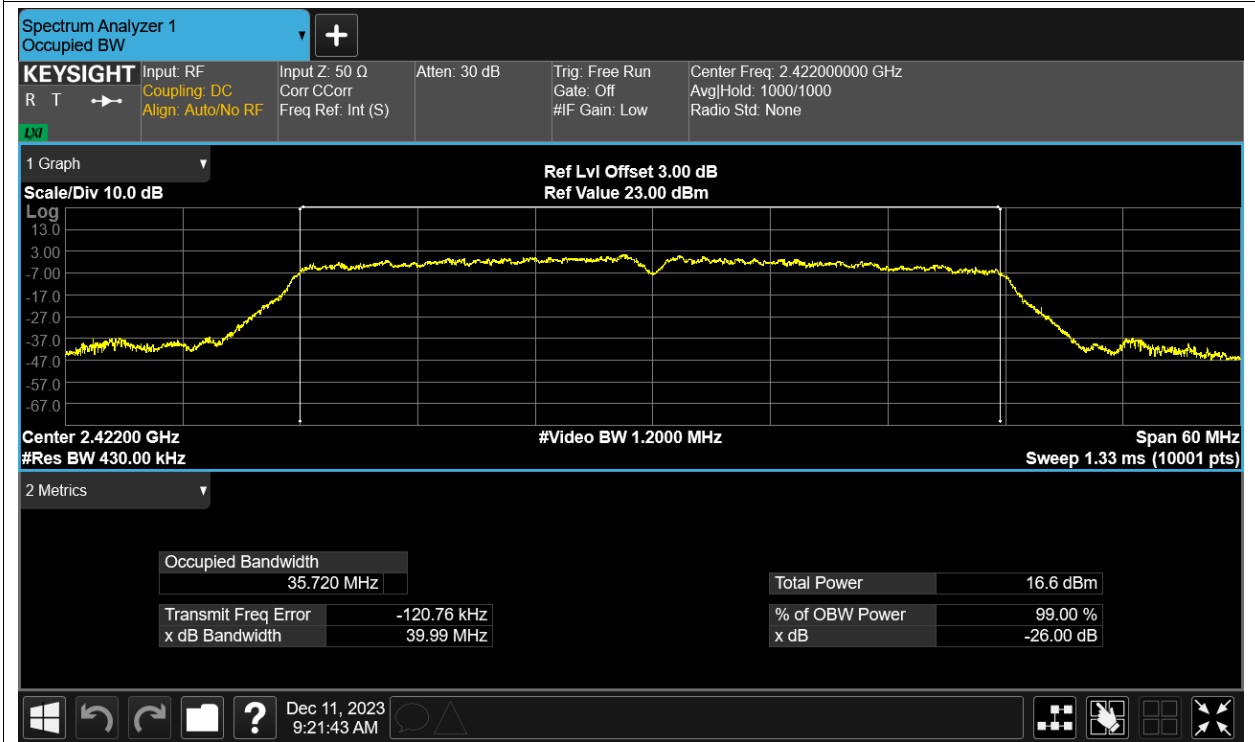 Spectrum Analyzer 1
Occupied BW
KEYSIGHT
R T
LXI
Input: RF
Coupling: DC
Align: Auto/No RF
Input Z: 50 Ω
Corr CCorr
Freq Ref: Int (S)
Atten: 30 dB
Trig: Free Run
Gate: Off
#IF Gain: Low
Center Freq: 2.422000000 GHz
Avg|Hold: 1000/1000
Radio Std: None
1 Graph
Scale/Div 10.0 dB
Ref Lvl Offset 3.00 dB
Ref Value 23.00 dBm
Log
13.0
3.00
-7.00
-17.0
-27.0
-37.0
-47.0
-57.0
-67.0
Center 2.42200 GHz
#Video BW 1.2000 MHz
Span 60 MHz
#Res BW 430.00 kHz
Sweep 1.33 ms (10001 pts)
2 Metrics
Occupied Bandwidth
35.720 MHz
Total Power 16.6 dBm
Transmit Freq Error -120.76 kHz
% of OBW Power 99.00 %
x dB Bandwidth 39.99 MHz
x dB -26.00 dB
?
Dec 11, 2023
9:21:43 AM